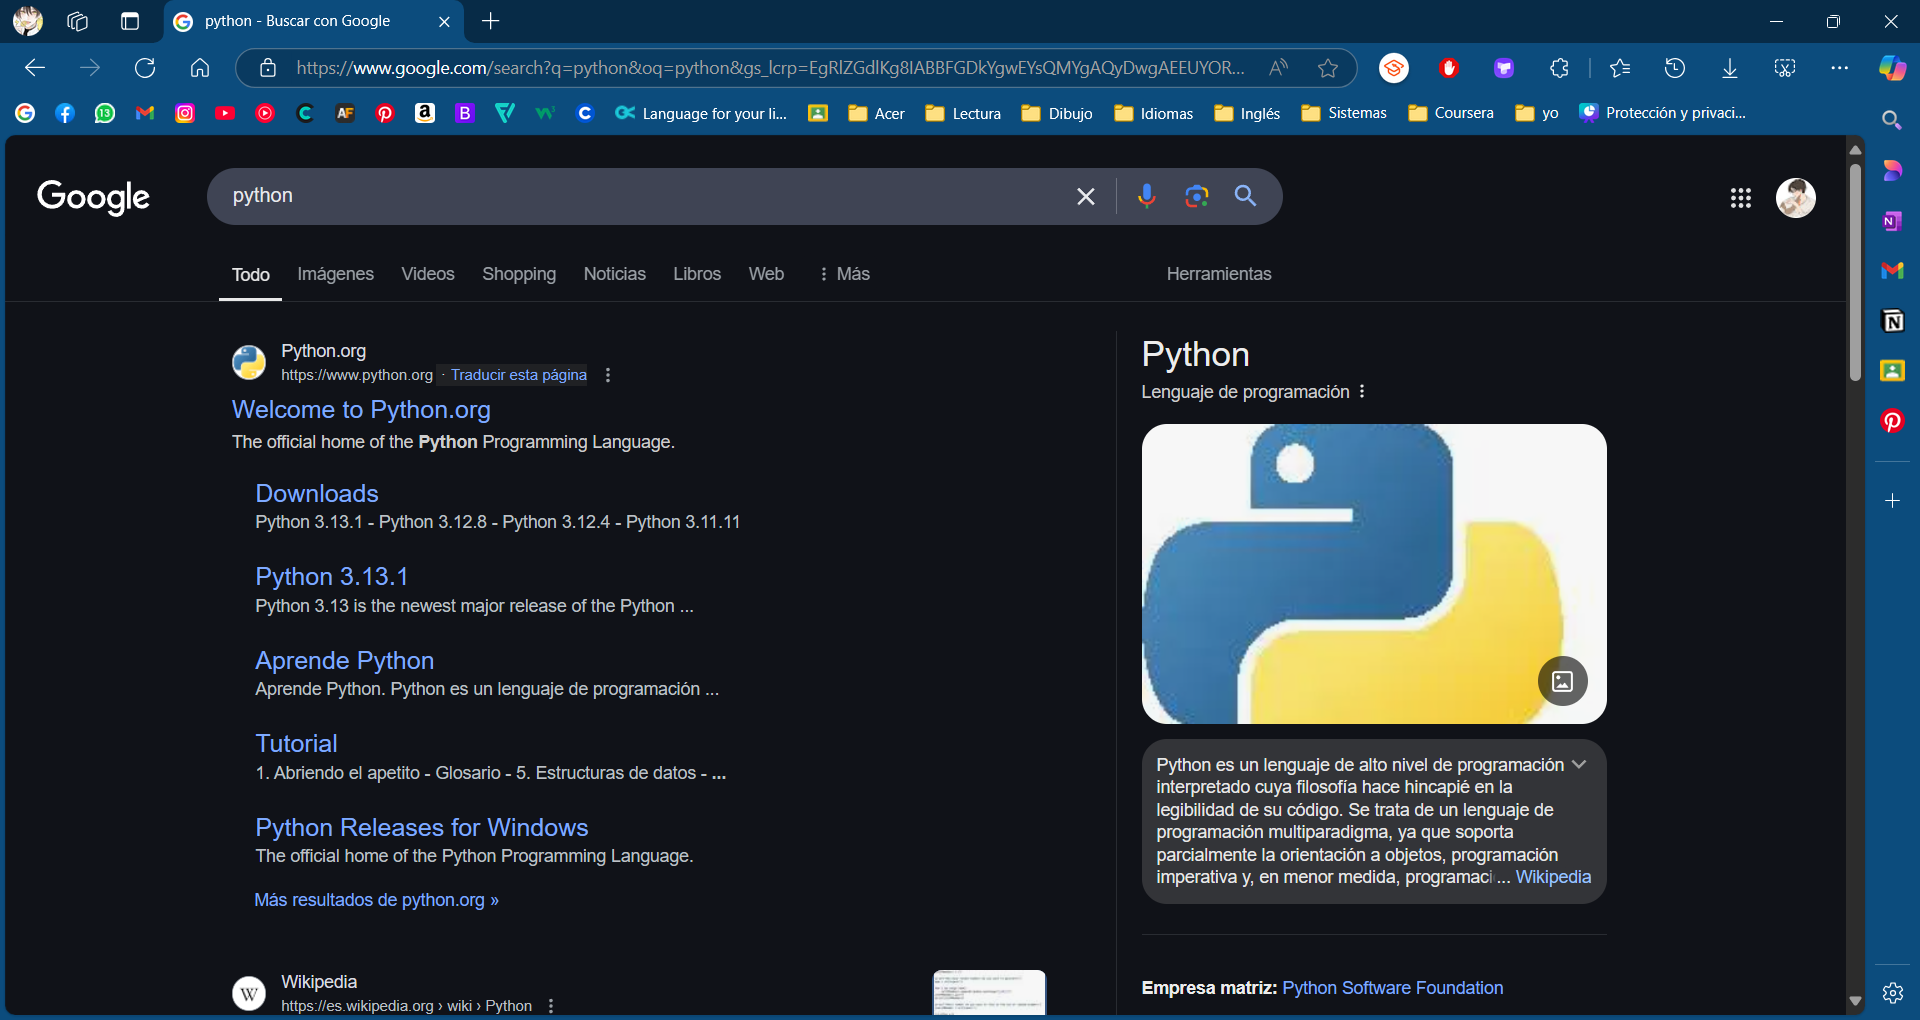 python - Buscar con Google
https://www.google.com/search?q=python&oq=python&gs_lcrp=EgRlZGdlKg8IABBFGDkYgwEYsQMYgAQyDwgAEEUYOR...
Language for your li...
Acer
Lectura
Dibujo
Idiomas
Inglés
Sistemas
Coursera
yo
Protección y privaci...
Google
python
Todo
Imágenes
Videos
Shopping
Noticias
Libros
Web
Más
Herramientas
Python.org
https://www.python.org · Traducir esta página
Welcome to Python.org
The official home of the Python Programming Language.
Downloads
Python 3.13.1 - Python 3.12.8 - Python 3.12.4 - Python 3.11.11
Python 3.13.1
Python 3.13 is the newest major release of the Python ...
Aprende Python
Aprende Python. Python es un lenguaje de programación ...
Tutorial
1. Abriendo el apetito - Glosario - 5. Estructuras de datos - ...
Python Releases for Windows
The official home of the Python Programming Language.
Más resultados de python.org »
Wikipedia
https://es.wikipedia.org › wiki › Python
Python
Lenguaje de programación
Python es un lenguaje de alto nivel de programación
interpretado cuya filosofía hace hincapié en la
legibilidad de su código. Se trata de un lenguaje de
programación multiparadigma, ya que soporta
parcialmente la orientación a objetos, programación
imperativa y, en menor medida, programaci... Wikipedia
Empresa matriz: Python Software Foundation